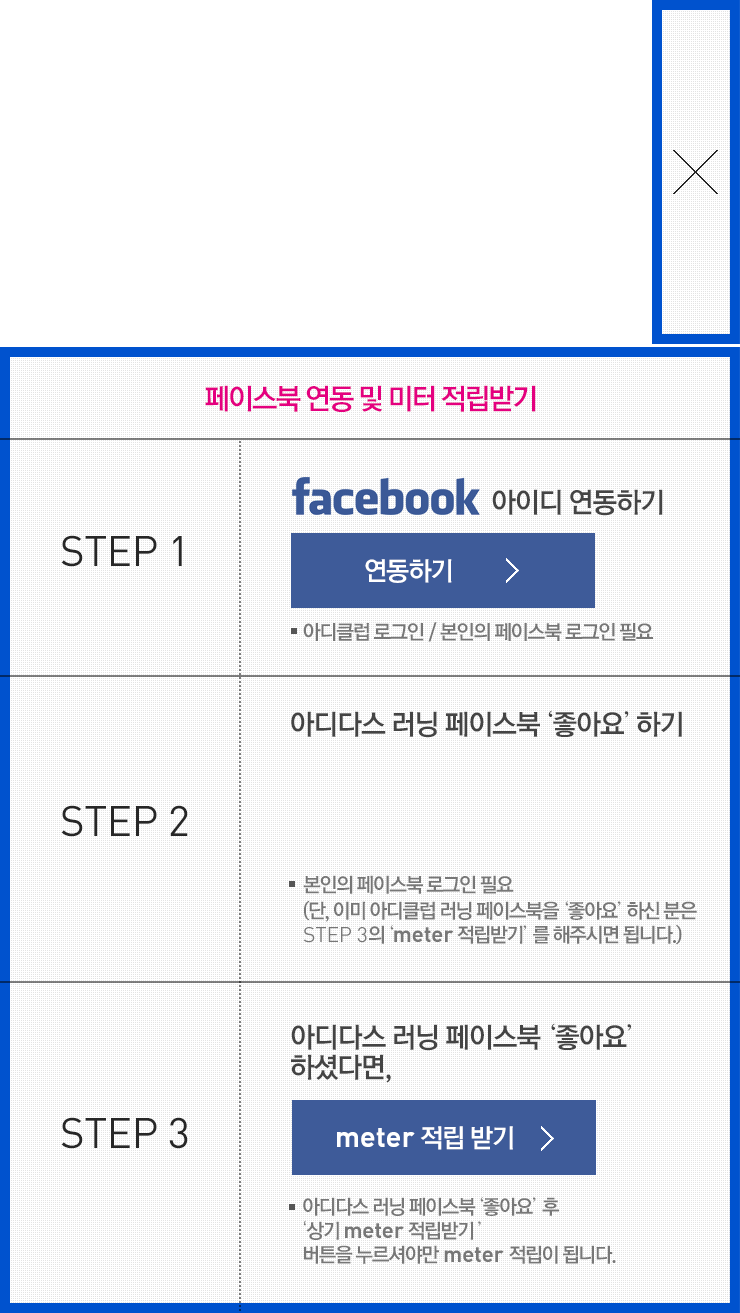 페이스북 연동 및 미터 적립받기
STEP 1
facebook 아이디 연동하기
연동하기
▪ 아디클럽 로그인 / 본인의 페이스북 로그인 필요
STEP 2
아디다스 러닝 페이스북 ‘좋아요’ 하기
▪ 본인의 페이스북 로그인 필요
(단, 이미 아디클럽 러닝 페이스북을 ‘좋아요’ 하신 분은
STEP 3의 ‘meter 적립받기’ 를 해주시면 됩니다.)
STEP 3
아디다스 러닝 페이스북 ‘좋아요’
하셨다면,
meter 적립 받기
▪ 아디다스 러닝 페이스북 ‘좋아요’ 후
‘상기 meter 적립받기’
버튼을 누르셔야만 meter 적립이 됩니다.